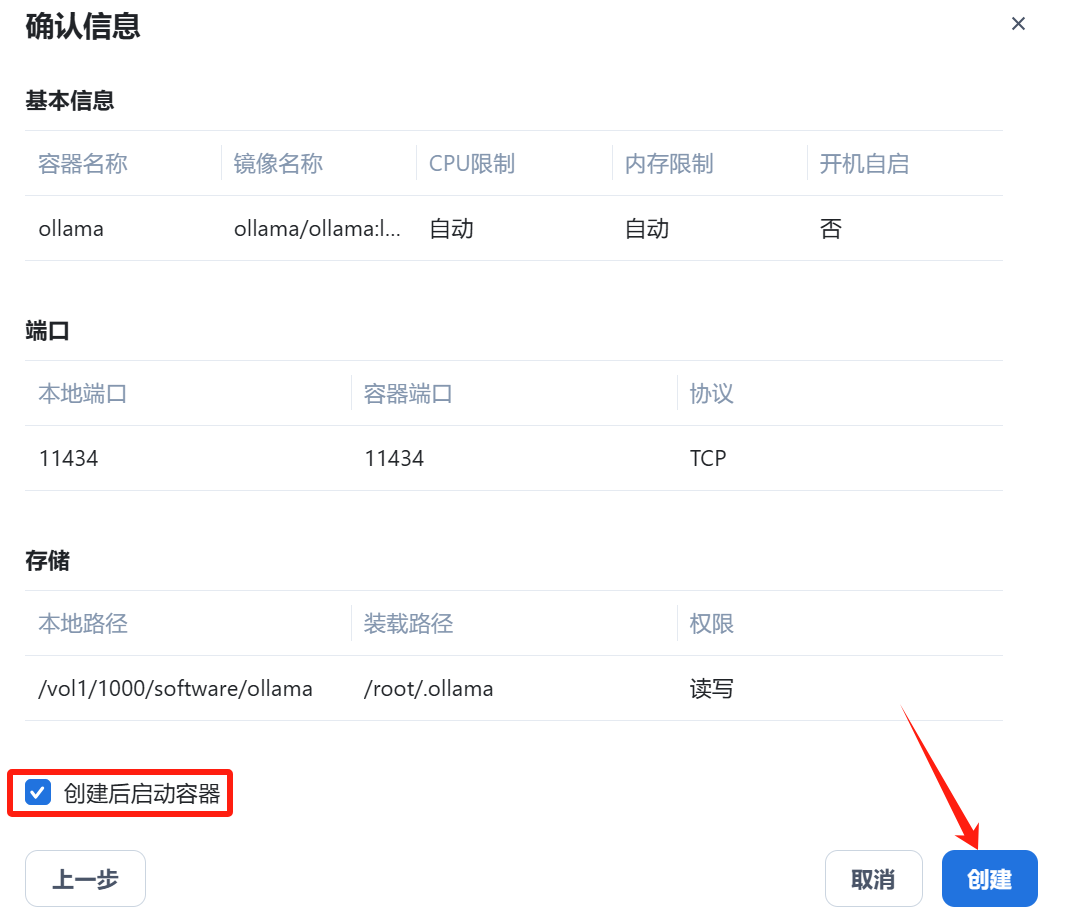 确认信息
基本信息
容器名称 镜像名称 CPU限制 内存限制 开机自启
ollama ollama/ollama:l... 自动 自动 否
端口
本地端口 容器端口 协议
11434 11434 TCP
存储
本地路径 装载路径 权限
/vol1/1000/software/ollama /root/.ollama 读写
创建后启动容器
上一步 取消 创建